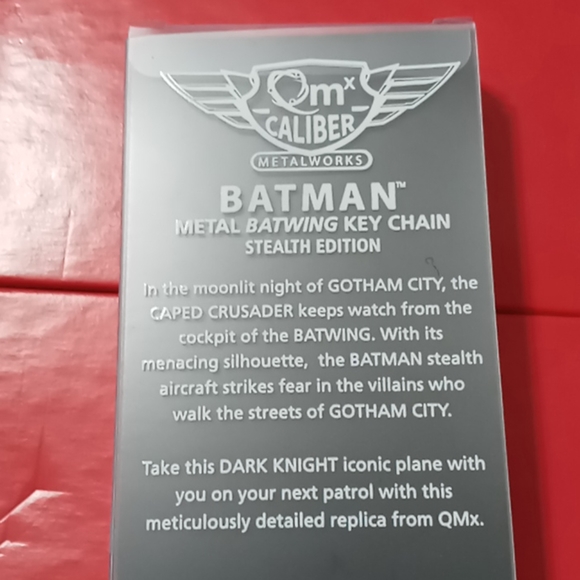 Qmx
CALIBER
METALWORKS
BATMAN™
METAL BATWING KEY CHAIN
STEALTH EDITION
In the moonlit night of GOTHAM CITY, the
CAPED CRUSADER keeps watch from the
cockpit of the BATWING. With its
menacing silhouette, the BATMAN stealth
aircraft strikes fear in the villains who
walk the streets of GOTHAM CITY.
Take this DARK KNIGHT iconic plane with
you on your next patrol with this
meticulously detailed replica from QMx.